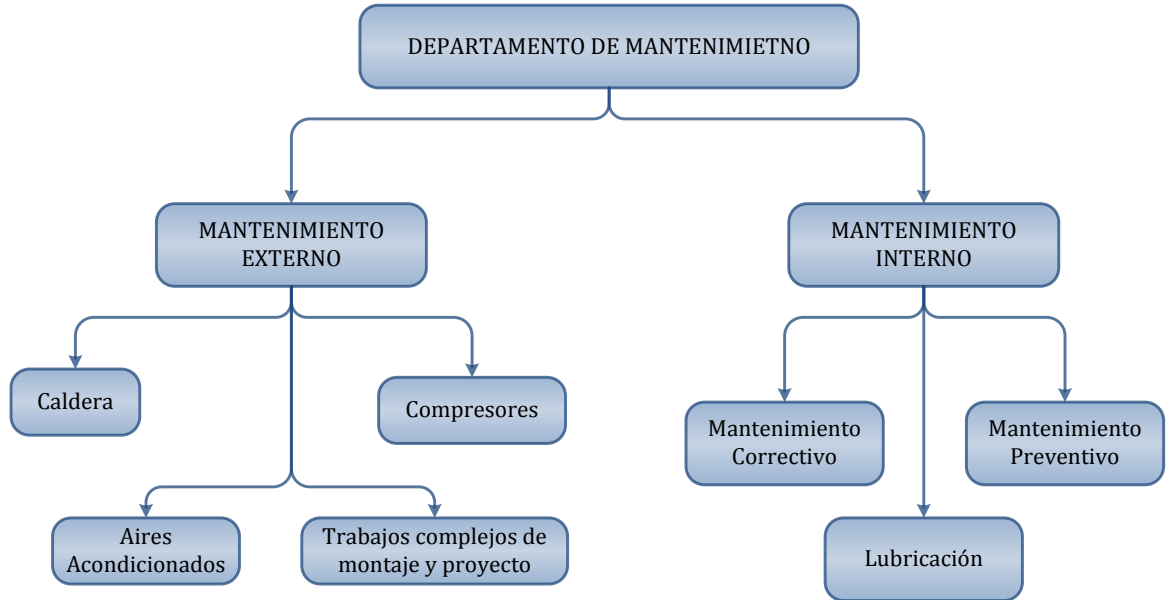 DEPARTAMENTO DE MANTENIMIETNO
MANTENIMIENTO
EXTERNO
MANTENIMIENTO
INTERNO
Caldera
Compresores
Mantenimiento
Correctivo
Mantenimiento
Preventivo
Aires
Acondicionados
Trabajos complejos de
montaje y proyecto
Lubricación